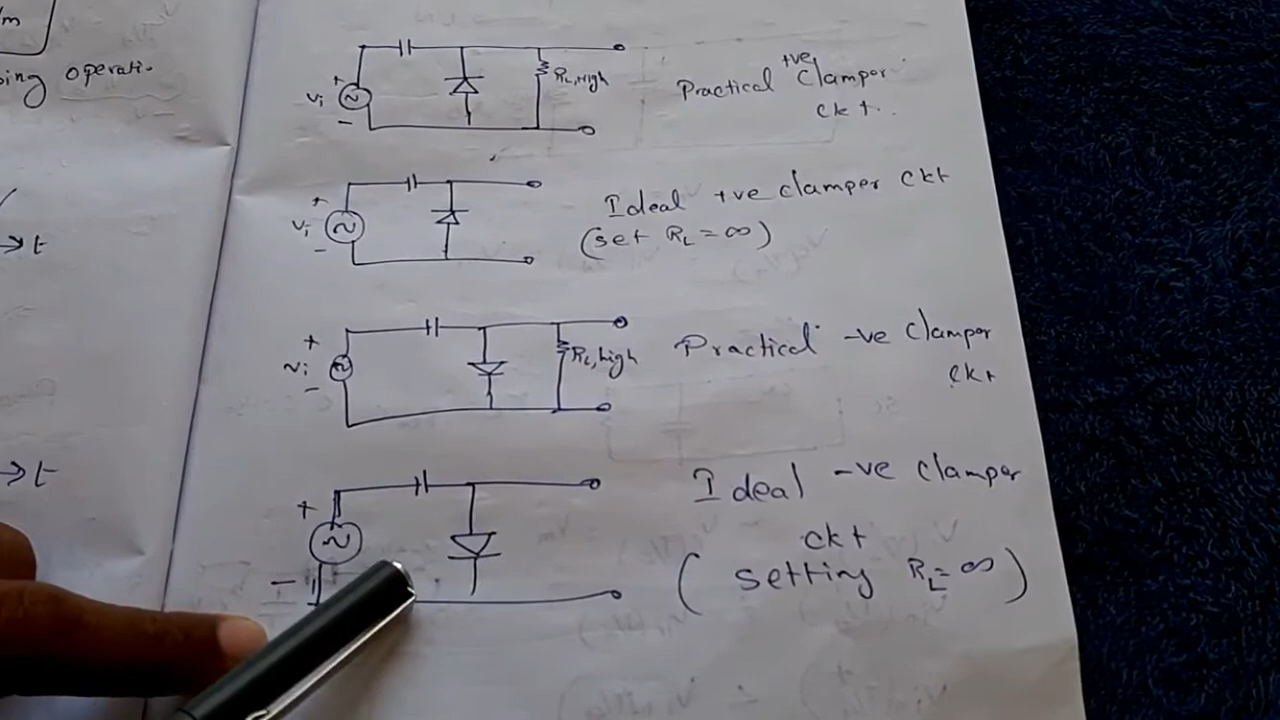 /m
ing operati.
→t
→t
+
Vi
−
RL,High
Practical +ve Clamper
ckt.
+
Vi
−
Ideal +ve clamper ckt
(set RL = ∞)
+
Vi
−
RL,high
Practical -ve Clamper
ckt
+
−
Ideal -ve clamper
ckt
( setting RL = ∞ )